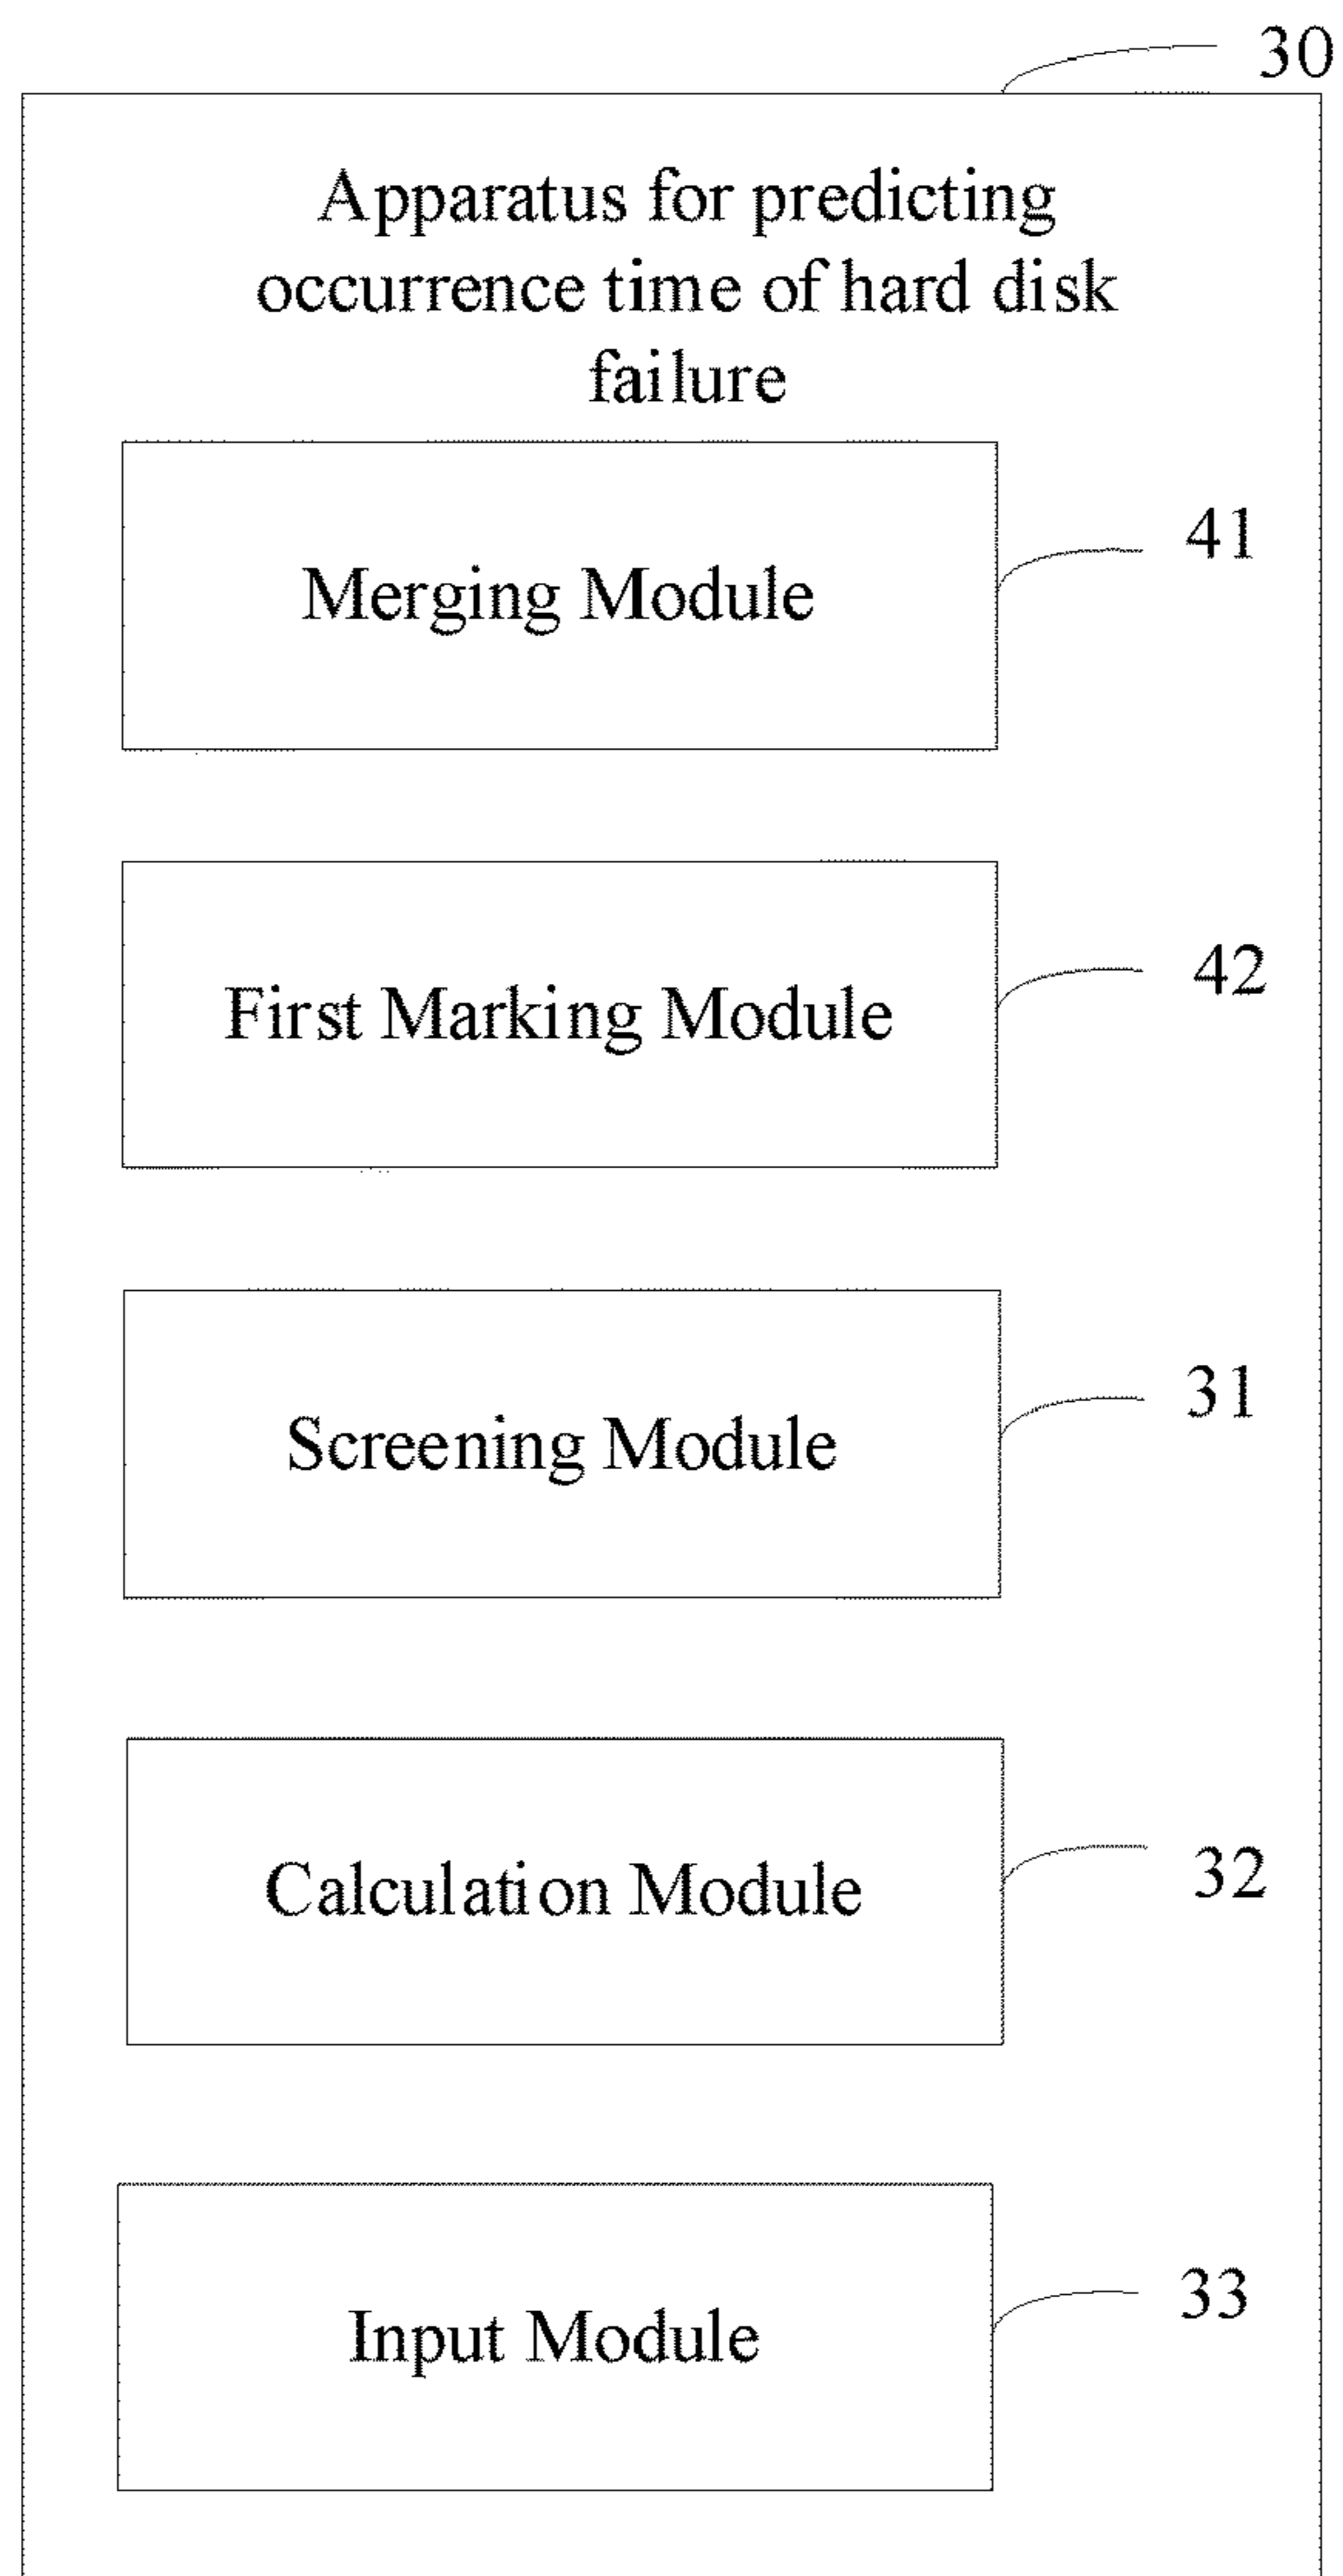 30
Apparatus for predicting
occurrence time of hard disk
failure
41
Merging Module
42
First Marking Module
31
Screening Module
32
Calculation Module
33
Input Module